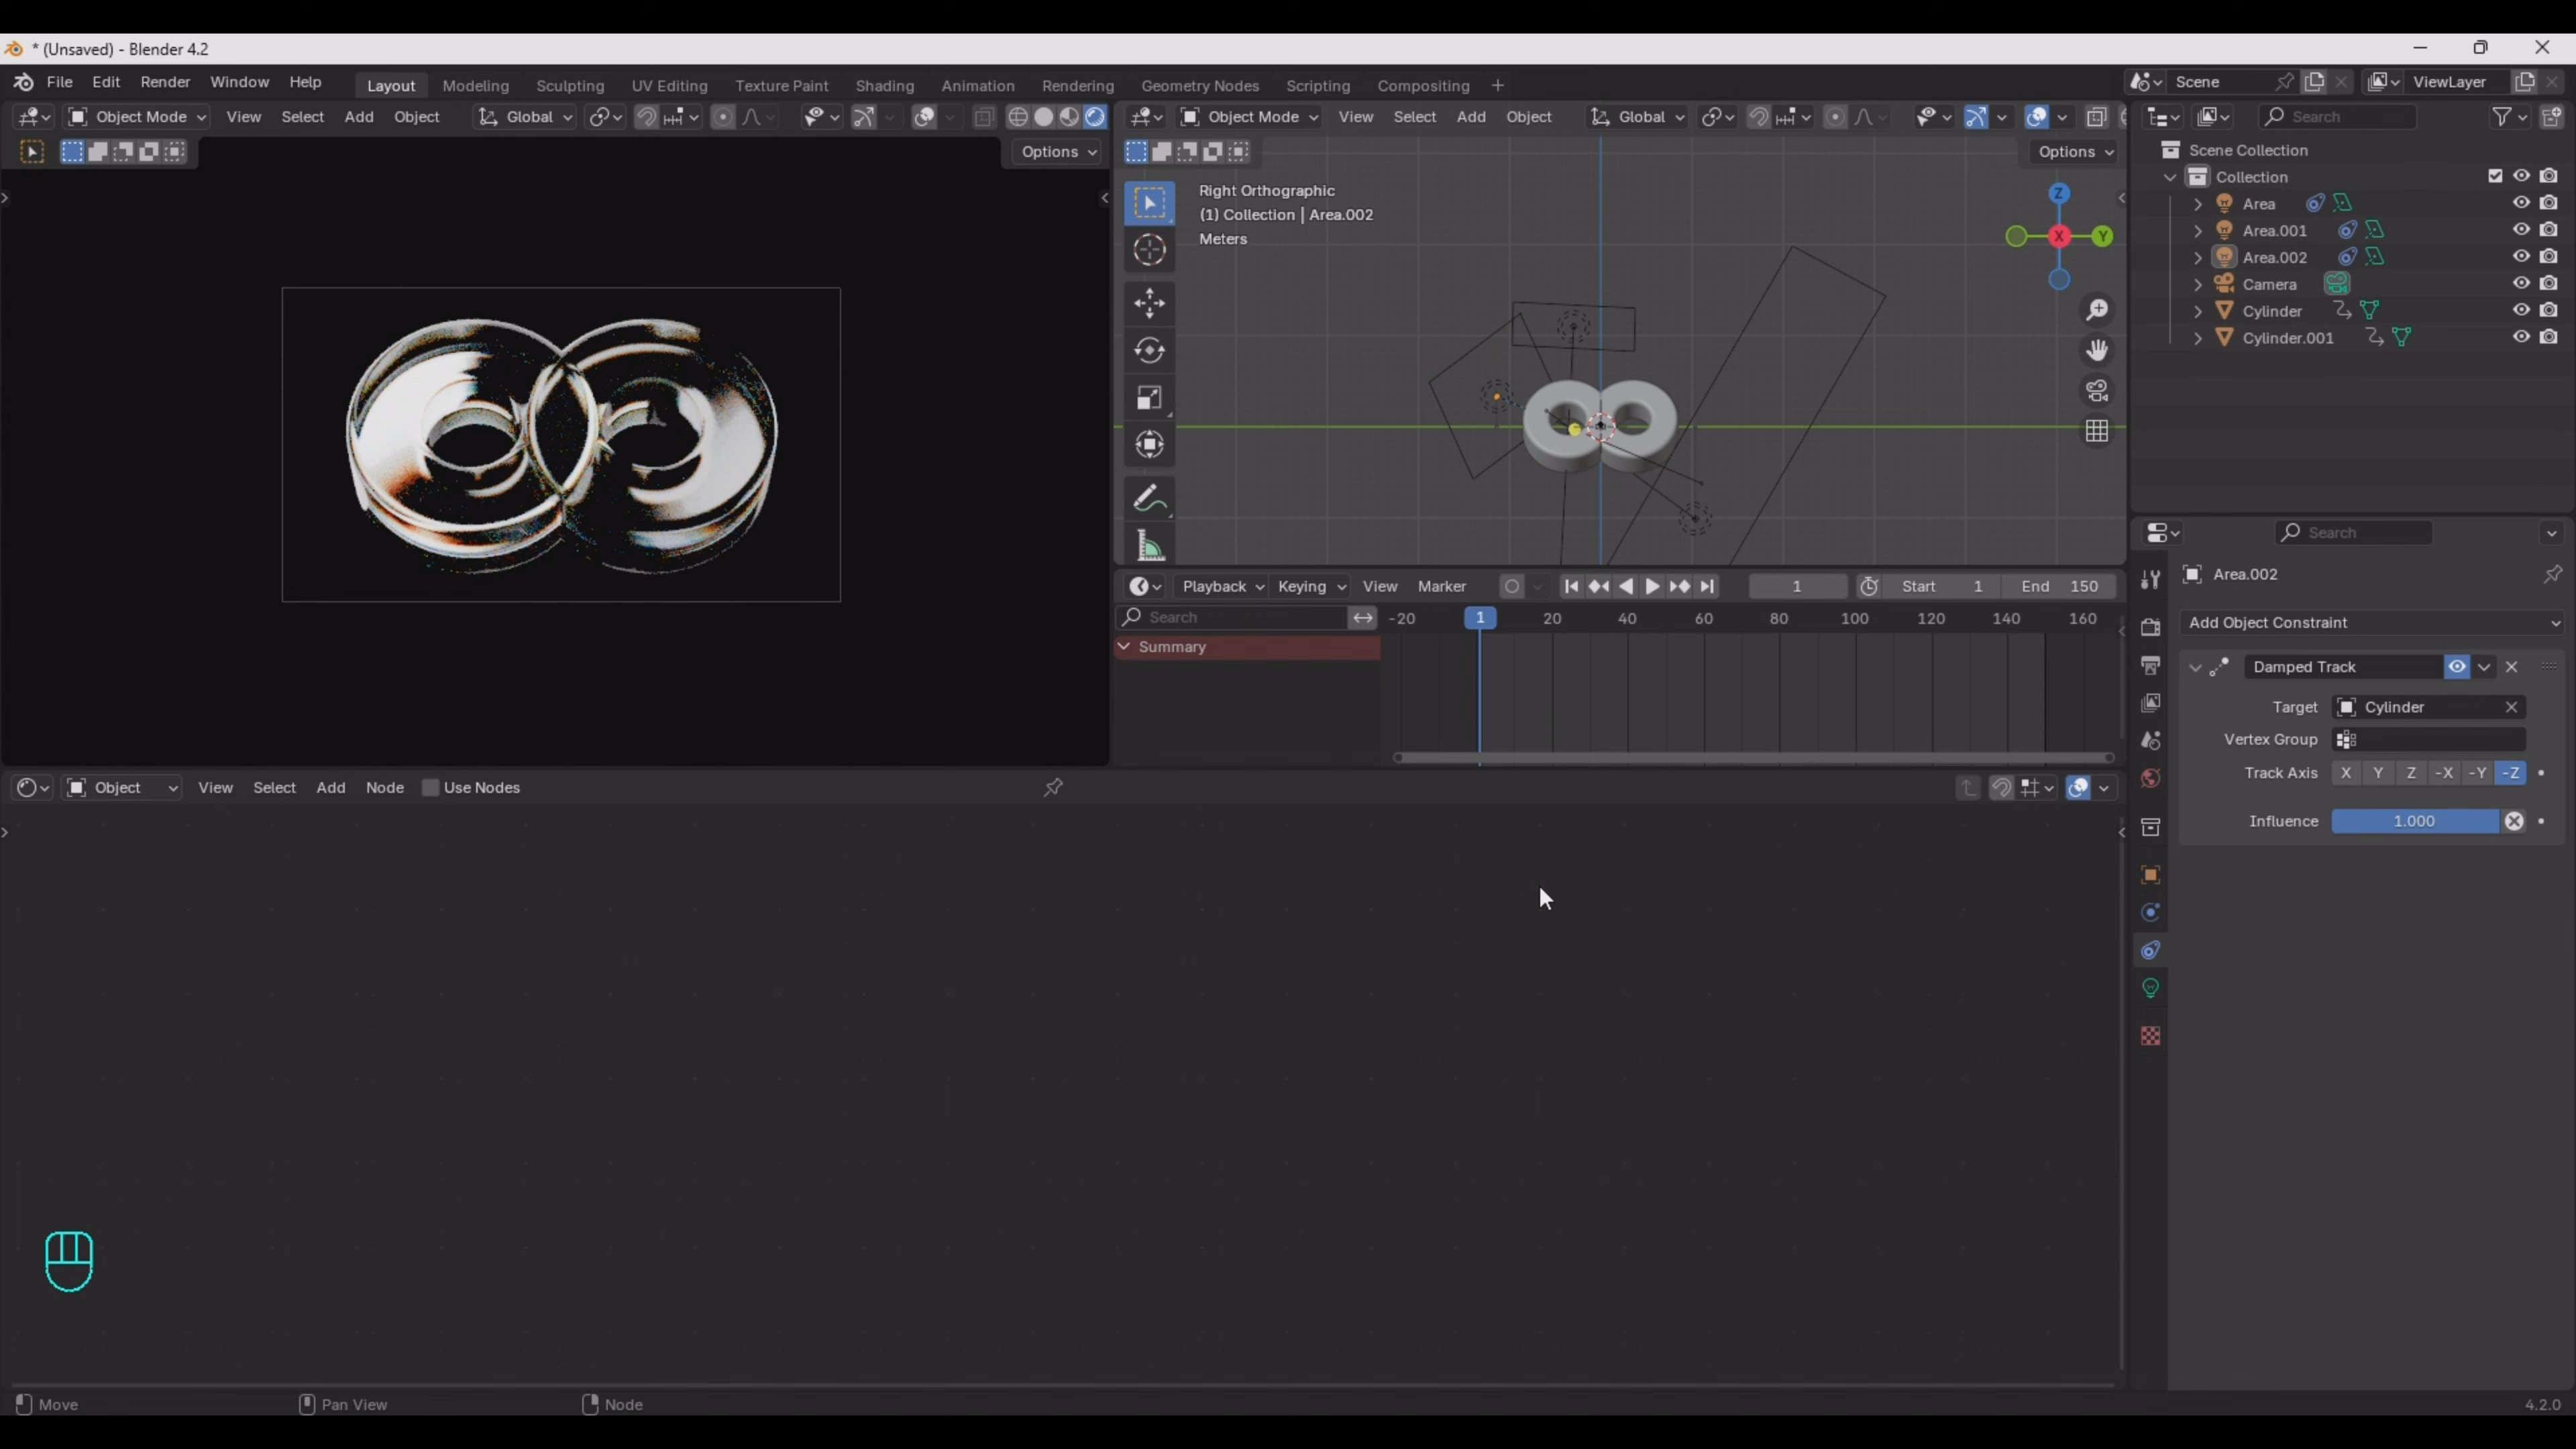 * (Unsaved) - Blender 4.2
File Edit Render Window Help Layout Modeling Sculpting UV Editing Texture Paint Shading Animation Rendering Geometry Nodes Scripting Compositing + Scene ViewLayer
Object Mode View Select Add Object Global
Options
Object Mode View Select Add Object Global
Options
Right Orthographic
(1) Collection | Area.002
Meters
Z
X
Y
Search
Scene Collection
Collection
Area
Area.001
Area.002
Camera
Cylinder
Cylinder.001
Playback Keying View Marker 1 Start 1 End 150
Search -20 1 20 40 60 80 100 120 140 160
Summary
Search
Area.002
Add Object Constraint
Damped Track
Target Cylinder
Vertex Group
Track Axis X Y Z -X -Y -Z
Influence 1.000
Object View Select Add Node Use Nodes
Move Pan View Node 4.2.0